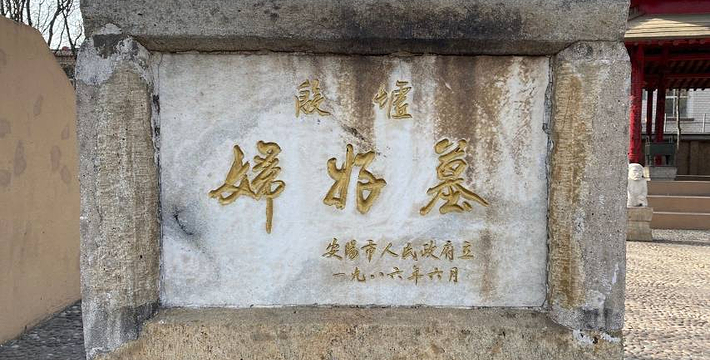 殷墟
婦好墓
安陽市人民政府立
一九八六年六月